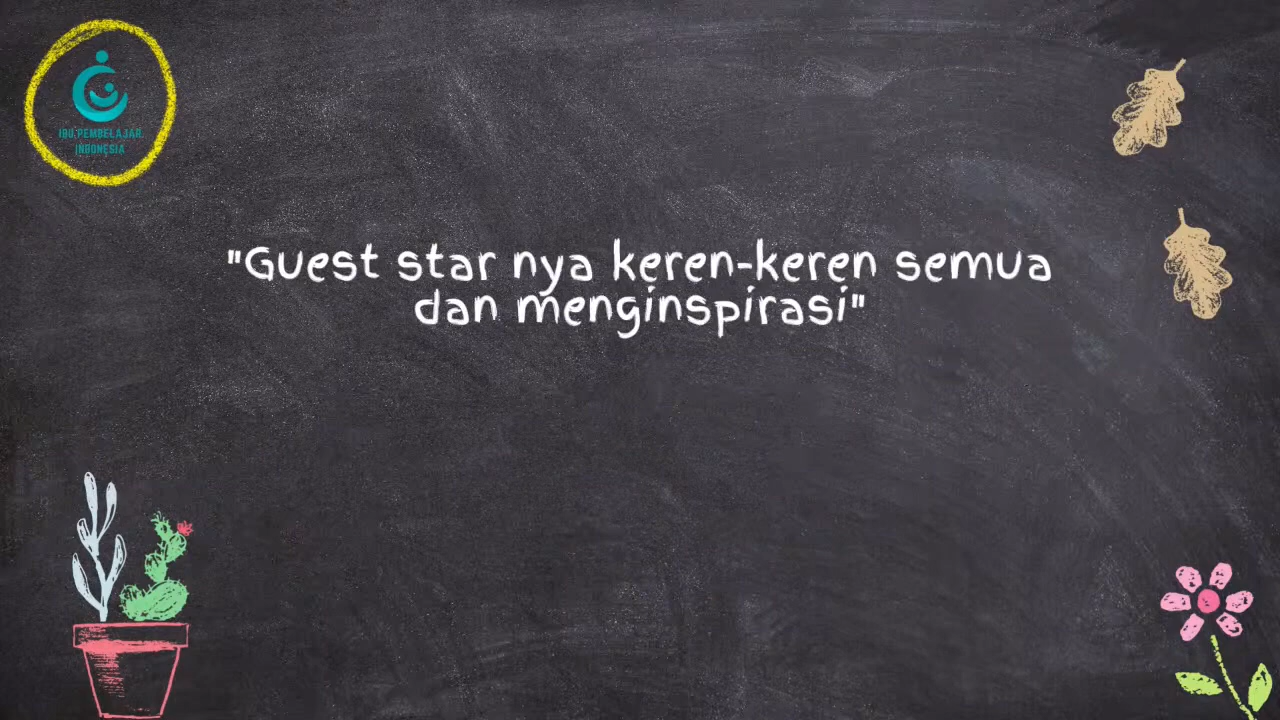 IBU PEMBELAJAR
INDONESIA
"Guest star nya keren-keren semua
dan menginspirasi"